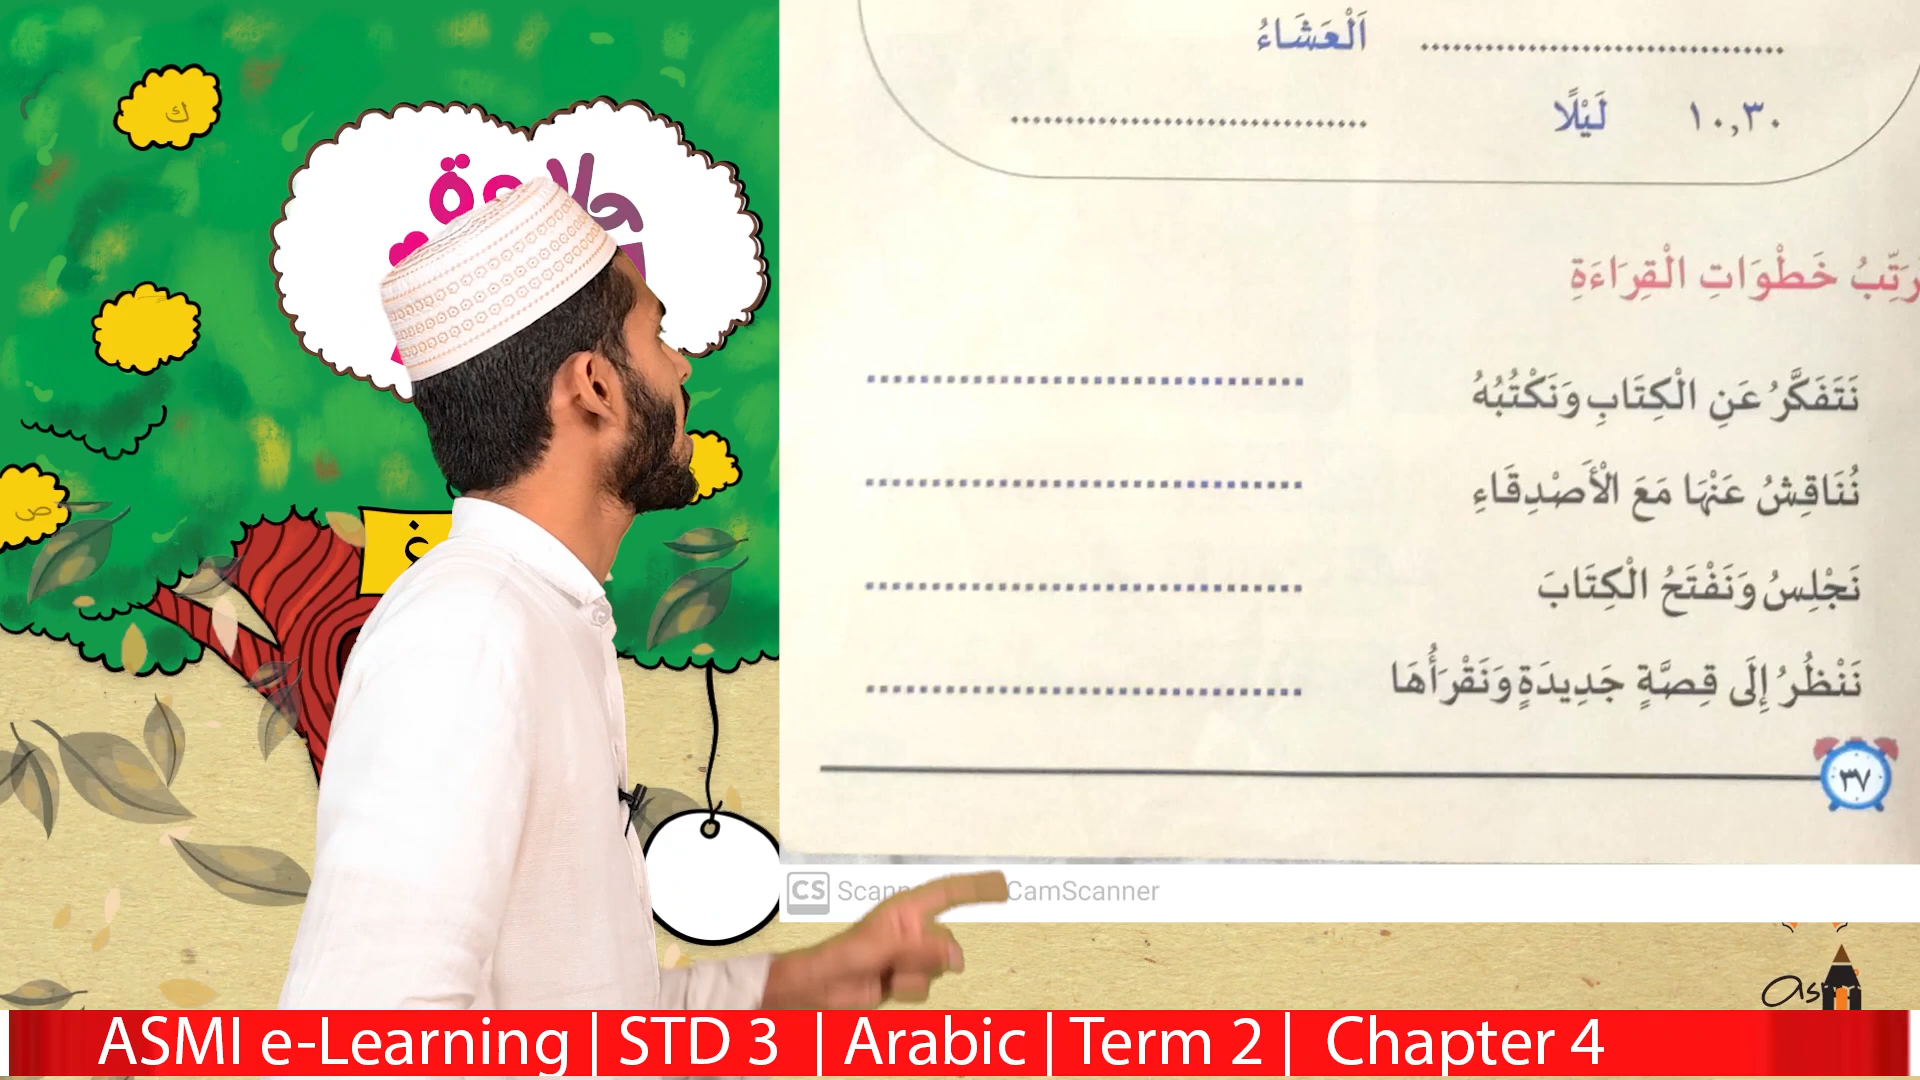 ك
ص
غ
اَلْعَشَاءُ
١٠,٣٠ لَيْلًا
نُرَتِّبُ خَطْوَاتِ الْقِرَاءَةِ
نَتَفَكَّرُ عَنِ الْكِتَابِ وَنَكْتُبُهُ
نُنَاقِشُ عَنْهَا مَعَ الْأَصْدِقَاءِ
نَجْلِسُ وَنَفْتَحُ الْكِتَابَ
نَنْظُرُ إِلَى قِصَّةٍ جَدِيدَةٍ وَنَقْرَأُهَا
٣٧
CS CamScanner
ASMI e-Learning | STD 3 | Arabic | Term 2 | Chapter 4